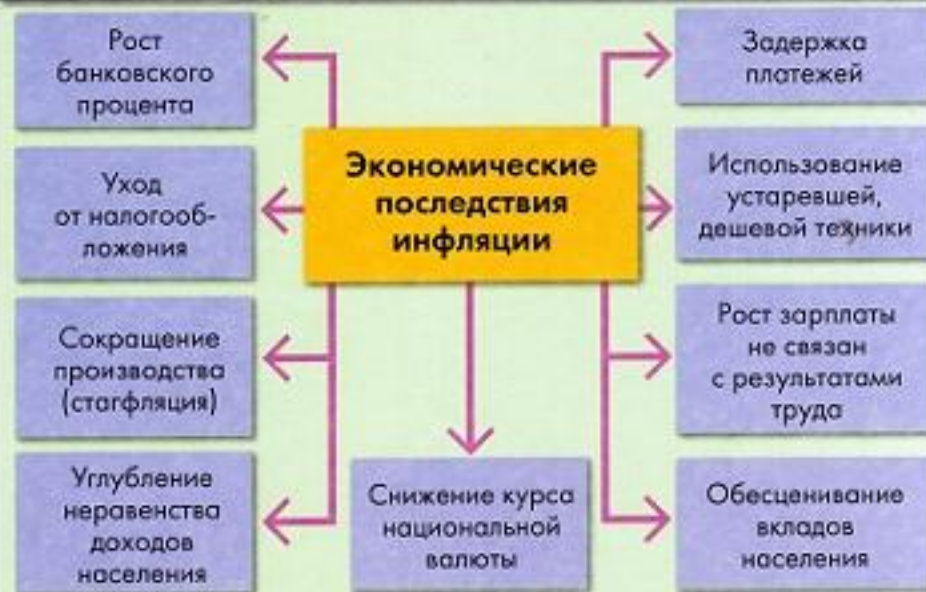 Экономические
последствия
инфляции
Рост
банковского
процента
Уход
от налогооб-
ложения
Сокращение
производства
(стагфляция)
Углубление
неравенства
доходов
населения
Снижение курса
национальной
валюты
Задержка
платежей
Использование
устаревшей,
дешевой техники
Рост зарплаты
не связан
с результатами
труда
Обесценивание
вкладов
населения